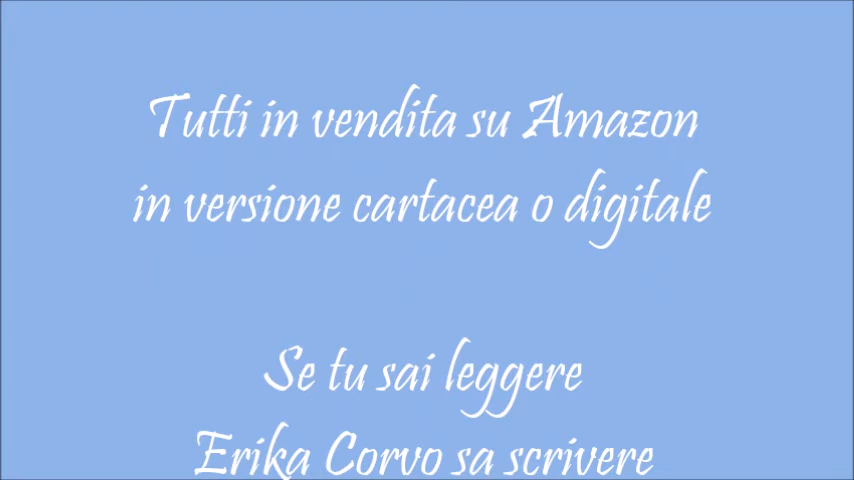 Tutti in vendita su Amazon
in versione cartacea o digitale
Se tu sai leggere
Erika Corvo sa scrivere